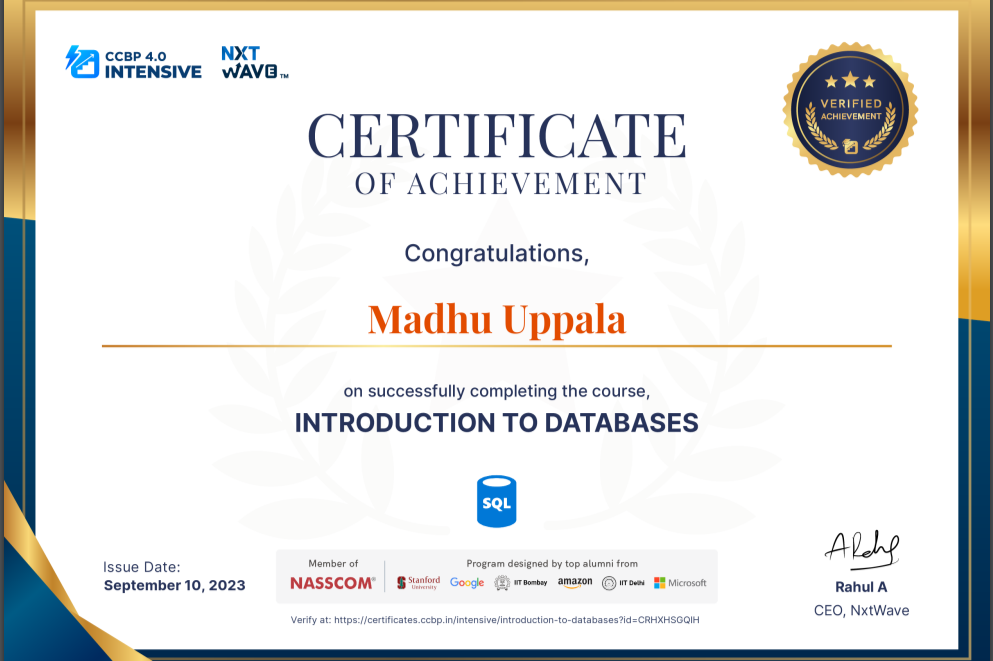 CCBP 4.0
INTENSIVE
NXT
WAVE™
VERIFIED
ACHIEVEMENT
CERTIFICATE
OF ACHIEVEMENT
Congratulations,
Madhu Uppala
on successfully completing the course,
INTRODUCTION TO DATABASES
SQL
Issue Date:
September 10, 2023
Member of
NASSCOM®
Program designed by top alumni from
Stanford
University
Google
IIT Bombay
amazon
IIT Delhi
Microsoft
Verify at: https://certificates.ccbp.in/intensive/introduction-to-databases?id=CRHXHSGQIH
Rahul A
CEO, NxtWave